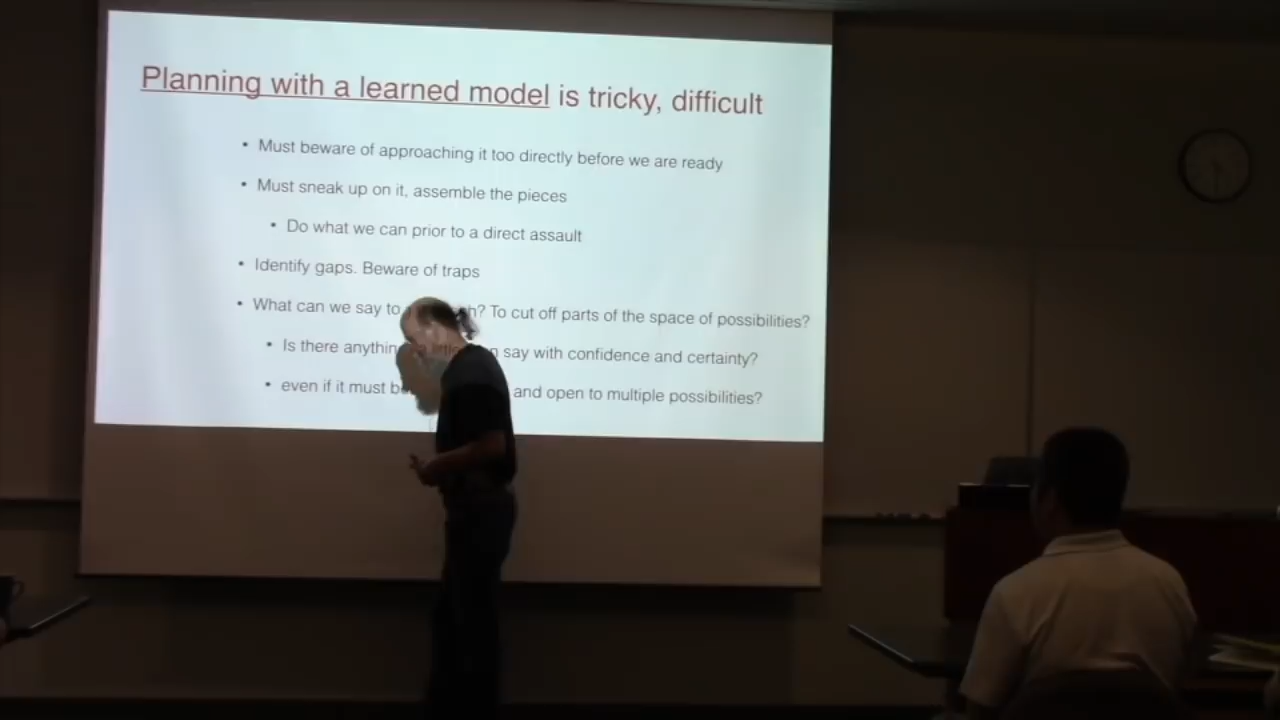 Planning with a learned model is tricky, difficult
• Must beware of approaching it too directly before we are ready
• Must sneak up on it, assemble the pieces
• Do what we can prior to a direct assault
• Identify gaps. Beware of traps
• What can we say to ? To cut off parts of the space of possibilities?
• Is there anything say with confidence and certainty?
• even if it must be and open to multiple possibilities?